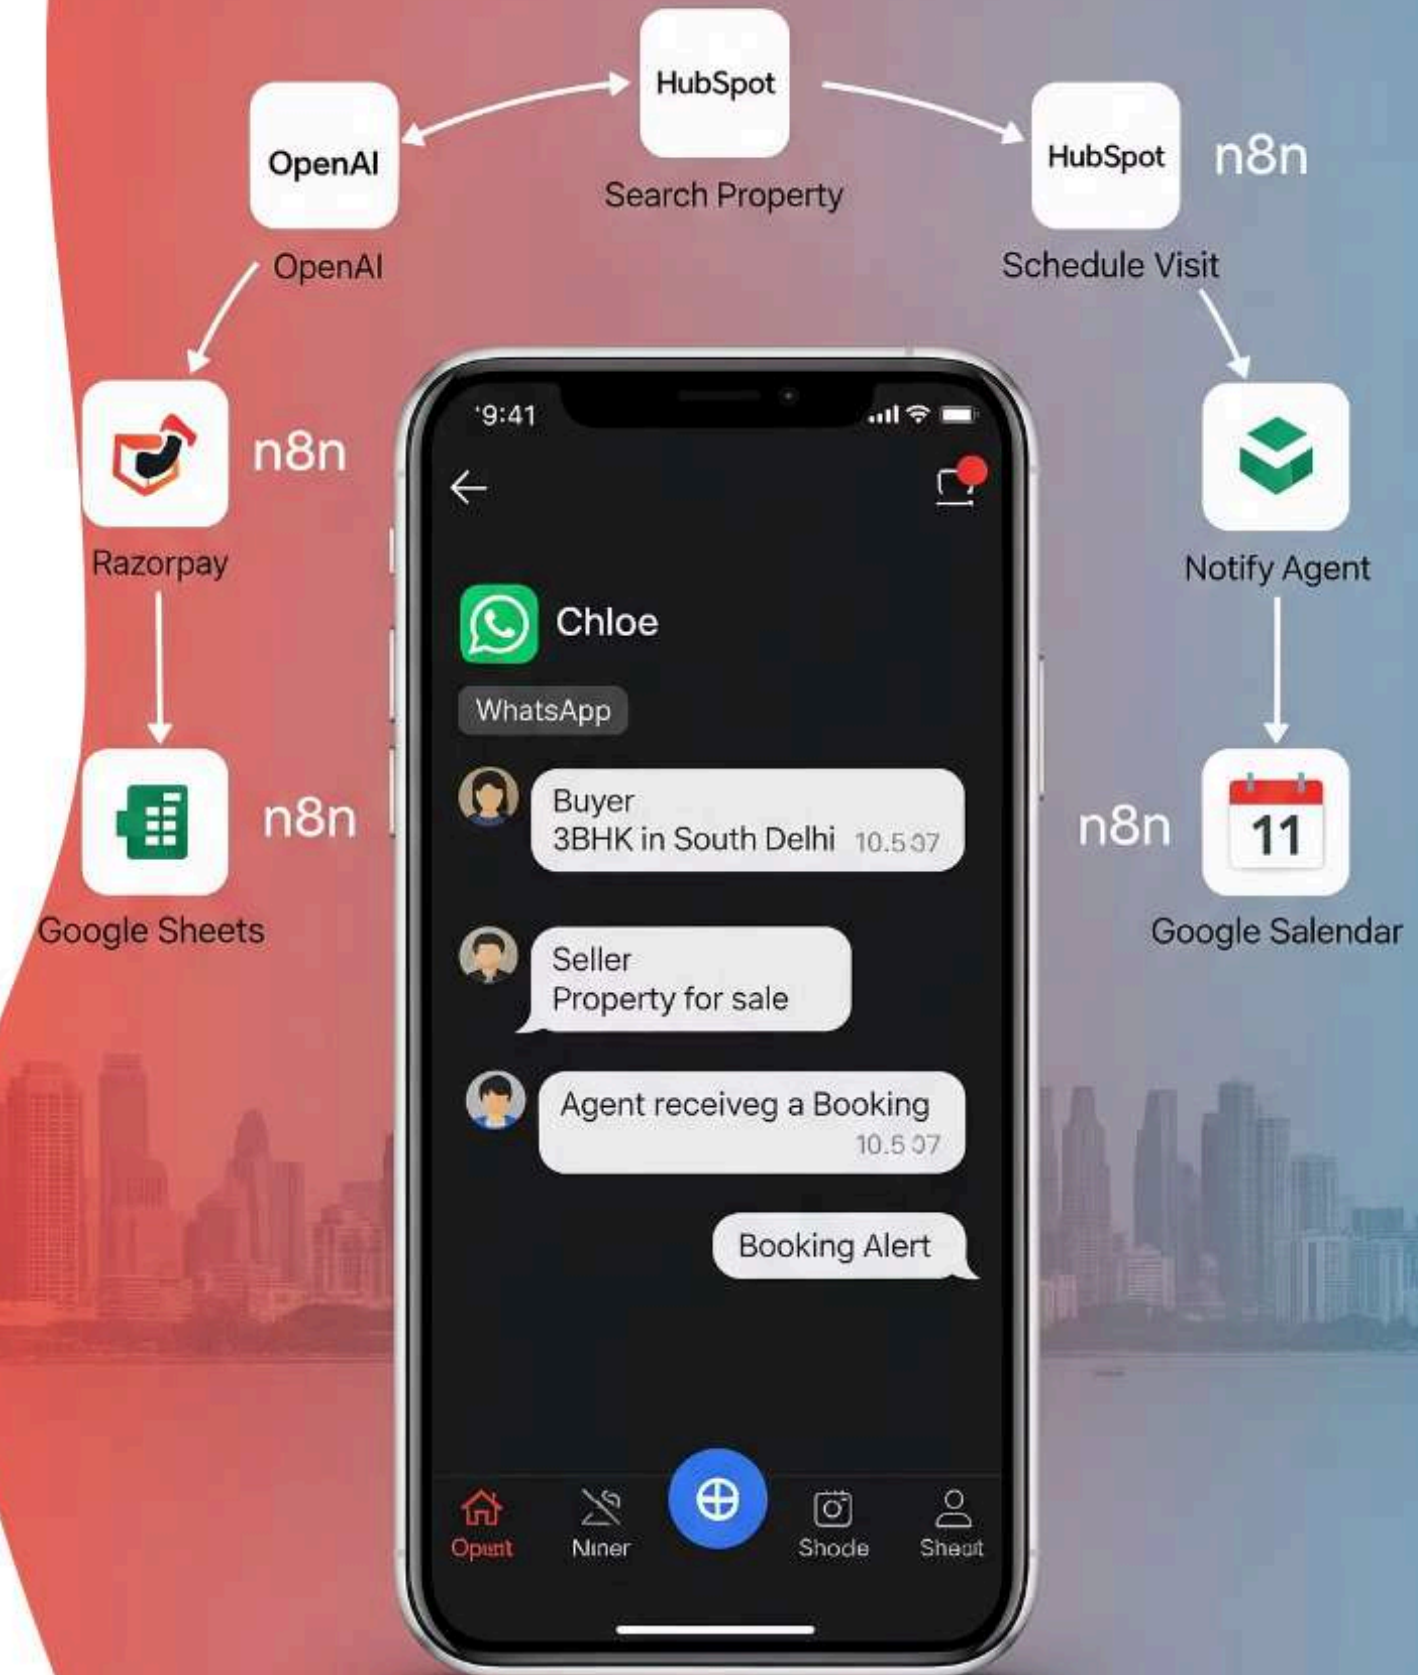 HubSpot
Search Property
OpenAI
OpenAI
HubSpot
n8n
Schedule Visit
n8n
Razorpay
Notify Agent
n8n
Google Sheets
n8n
11
Google Salendar
9:41
Chloe
WhatsApp
Buyer
3BHK in South Delhi
Seller
Property for sale
Agent receiveg a Booking
Booking Alert
Niner
Shode